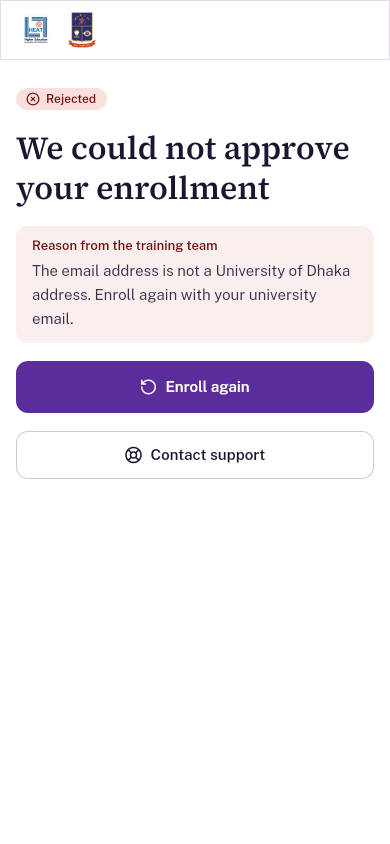 HEAT
Rejected
We could not approve
your enrollment
Reason from the training team
The email address is not a University of Dhaka
address. Enroll again with your university
email.
Enroll again
Contact support